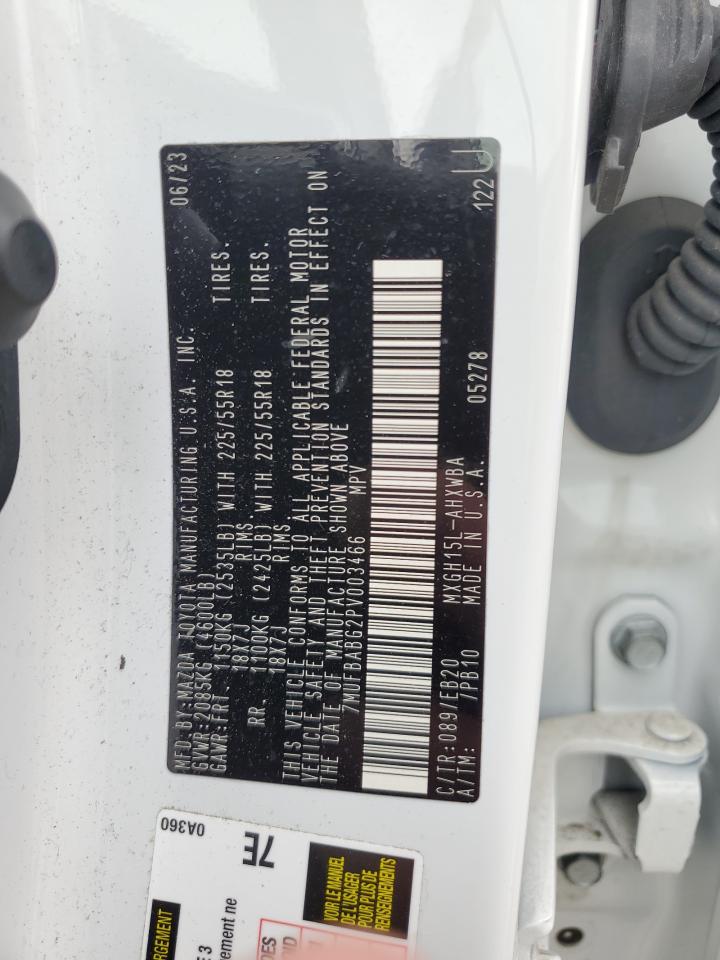 MFD.BY:MAZDA TOYOTA MANUFACTURING U.S.A. INC. 06/23
GVWR:2085KG(4600LB)
GAWR:FRT. 1150KG (2535LB) WITH 225/55R18 TIRES.
18X7J RIMS.
RR. 1100KG (2425LB) WITH 225/55R18 TIRES.
18X7J RIMS
THIS VEHICLE CONFORMS TO ALL APPLICABLE FEDERAL MOTOR
VEHICLE SAFETY AND THEFT PREVENTION STANDARDS IN EFFECT ON
THE DATE OF MANUFACTURE SHOWN ABOVE
7MUFBABG2PV003466 MPV
C/TR:089/EB20 MXGH15L-AHXWBA 05278 122U
A/TM: 7PB10 MADE IN U.S.A.
0A360
7E
VOIR LE MANUEL
DE L'USAGER
POUR PLUS DE
RENSEIGNEMENTS